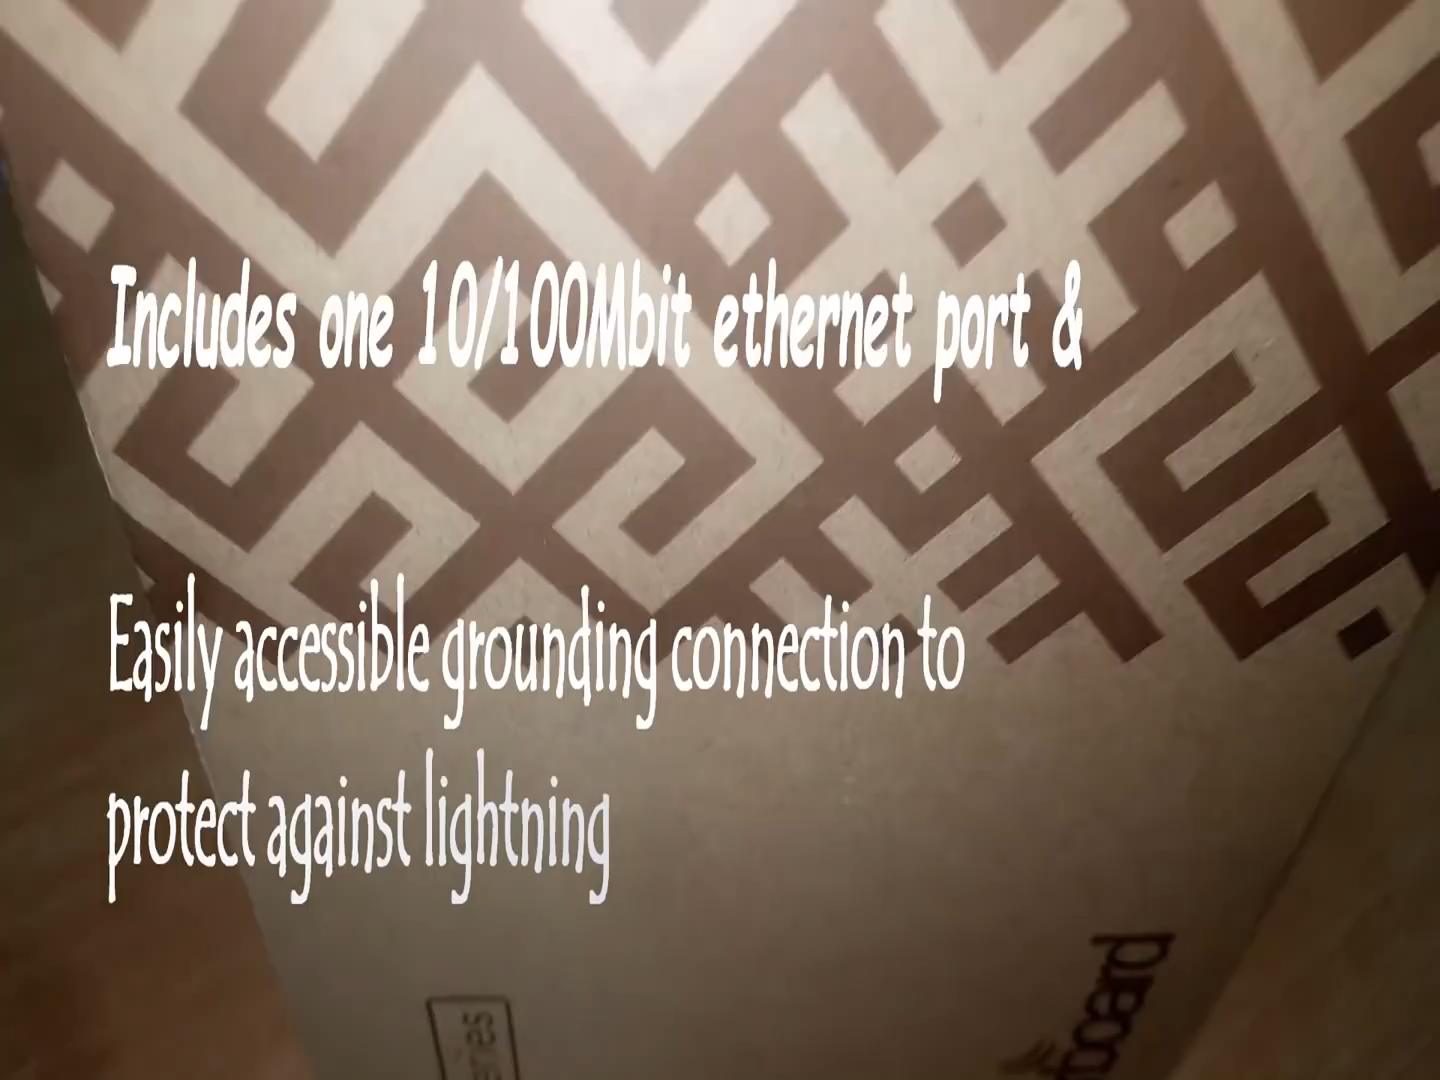 Includes one 10/100Mbit ethernet port &
Easily accessible grounding connection to
protect against lightning